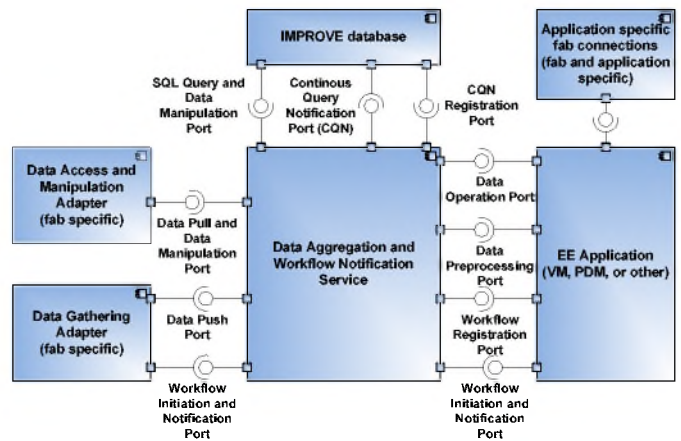 IMPROVE database
Application specific
fab connections
(fab and application
specific)
SQL Query and
Data
Manipulation
Port
Continous
Query
Notification
Port (CQN)
CQN
Registration
Port
Data Access and
Manipulation
Adapter
(fab specific)
Data Pull and
Data
Manipulation
Port
Data Aggregation and
Workflow Notification
Service
Data
Operation Port
Data
Preprocessing
Port
EE Application
(VM, PDM, or other)
Data Gathering
Adapter
(fab specific)
Data Push
Port
Workflow
Registration
Port
Workflow
Initiation and
Notification
Port
Workflow
Initiation and
Notification
Port